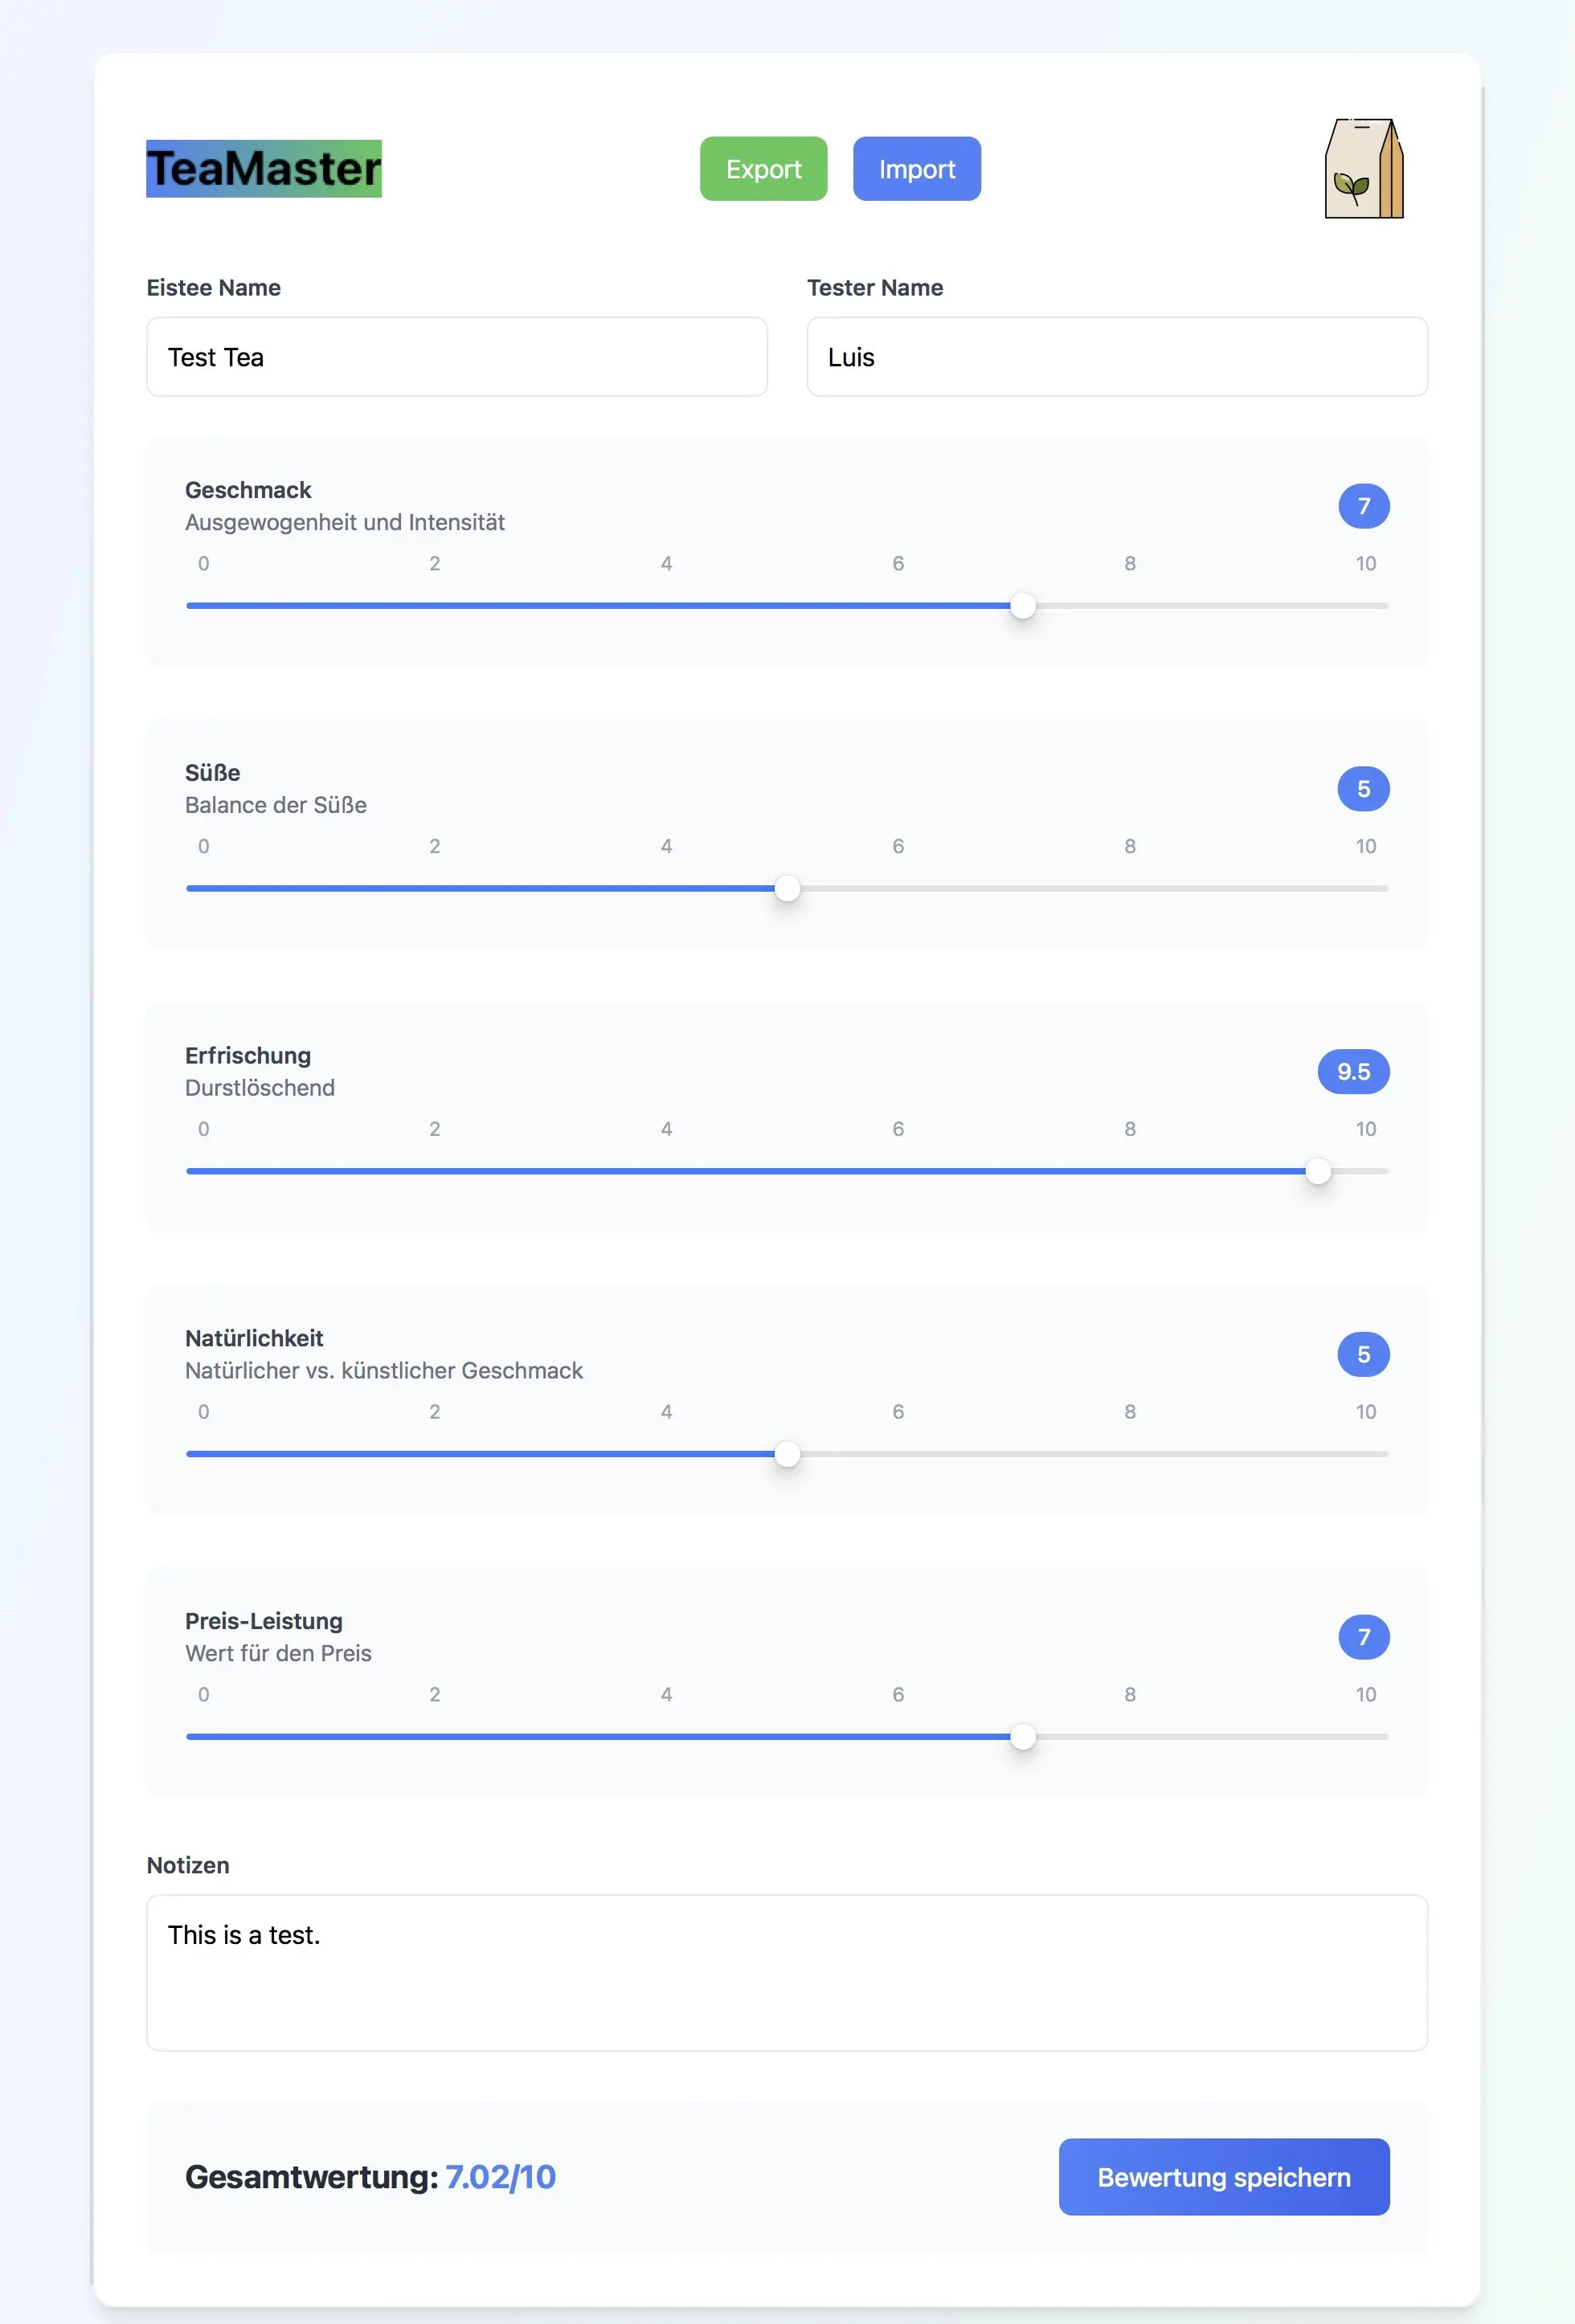 TeaMaster
Export
Import
Eistee Name
Tester Name
Test Tea
Luis
Geschmack
Ausgewogenheit und Intensität
7
0 2 4 6 8 10
Süße
Balance der Süße
5
0 2 4 6 8 10
Erfrischung
Durstlöschend
9.5
0 2 4 6 8 10
Natürlichkeit
Natürlicher vs. künstlicher Geschmack
5
0 2 4 6 8 10
Preis-Leistung
Wert für den Preis
7
0 2 4 6 8 10
Notizen
This is a test.
Gesamtwertung: 7.02/10
Bewertung speichern